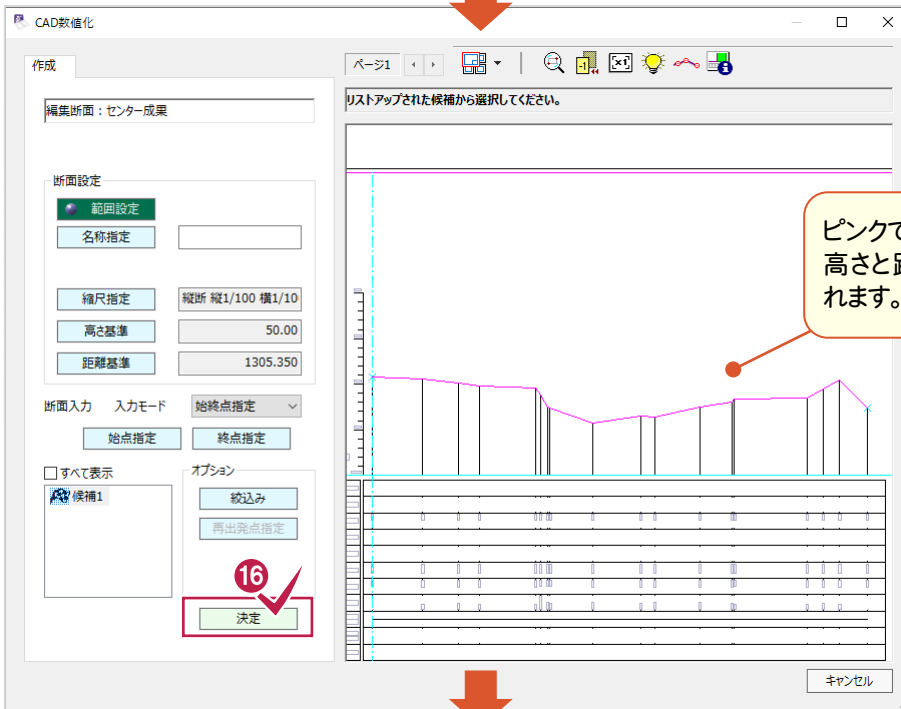 CAD数値化
作成
編集断面：センター成果
断面設定
範囲設定
名称指定
縮尺指定
縦断 縦1/100 横1/10
高さ基準
50.00
距離基準
1305.350
断面入力 入力モード 始終点指定
始点指定
終点指定
すべて表示
候補1
オプション
絞込み
再出発点指定
16
決定
ページ1
-1
×1
リストアップされた候補から選択してください。
ピンクで
高さと
れます。
キャンセル